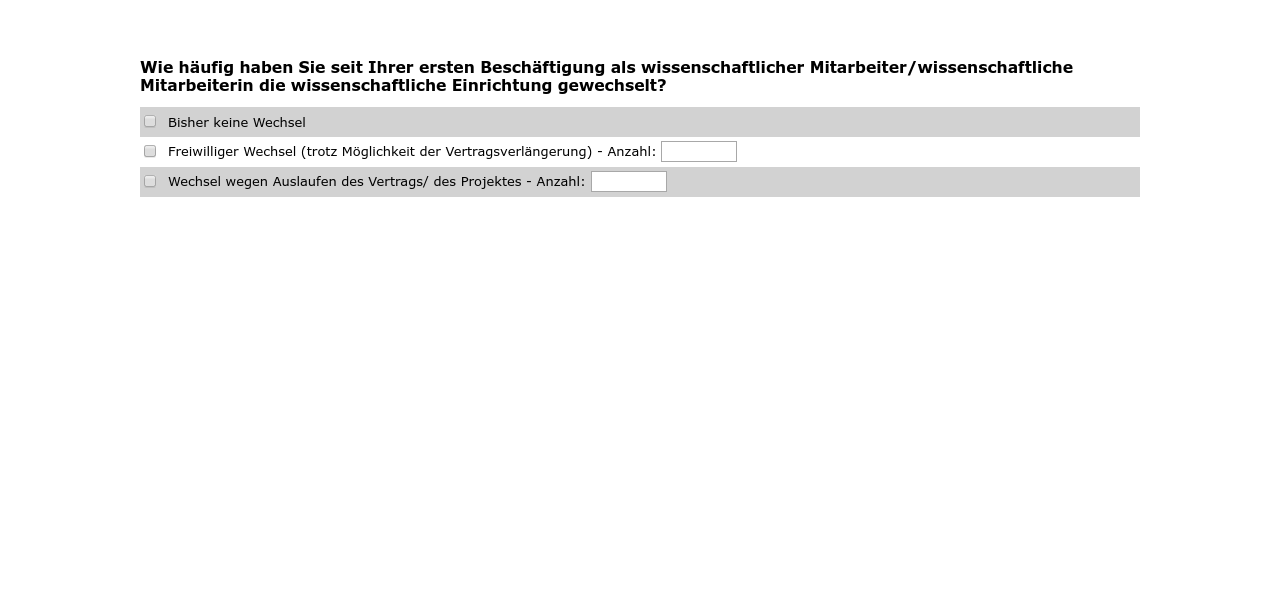 Wie häufig haben Sie seit Ihrer ersten Beschäftigung als wissenschaftlicher Mitarbeiter/wissenschaftliche
Mitarbeiterin die wissenschaftliche Einrichtung gewechselt?
Bisher keine Wechsel
Freiwilliger Wechsel (trotz Möglichkeit der Vertragsverlängerung) - Anzahl:
Wechsel wegen Auslaufen des Vertrags/ des Projektes - Anzahl: